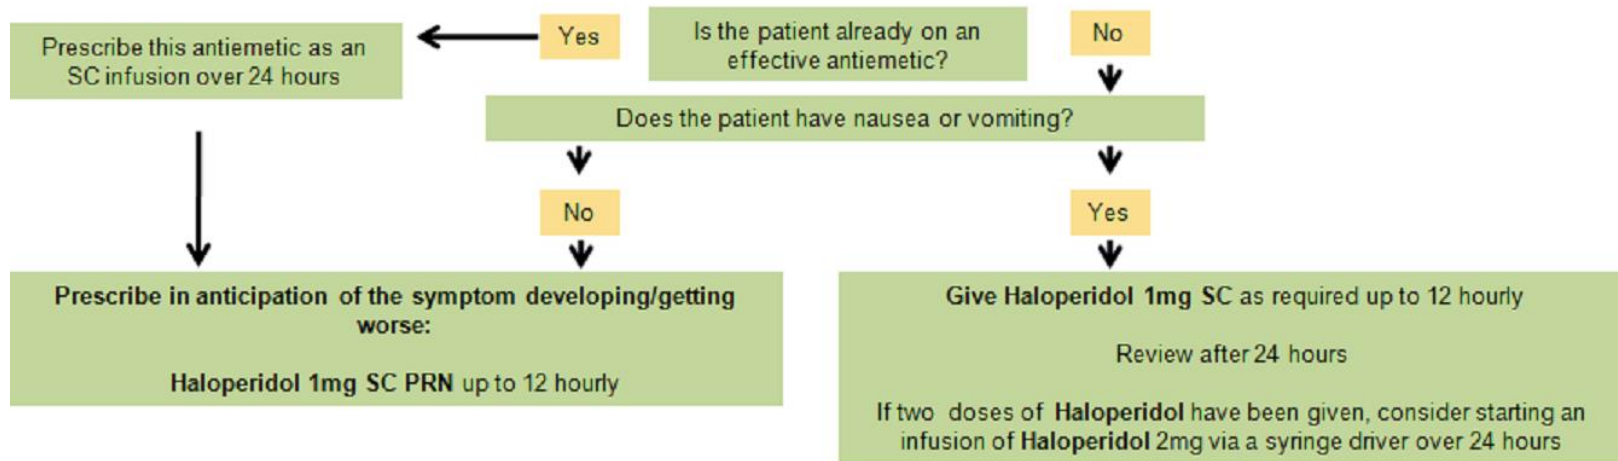 Is the patient already on an
effective antiemetic?
Yes
No
Prescribe this antiemetic as an
SC infusion over 24 hours
Does the patient have nausea or vomiting?
No
Yes
Prescribe in anticipation of the symptom developing/getting
worse:
Haloperidol 1mg SC PRN up to 12 hourly
Give Haloperidol 1mg SC as required up to 12 hourly
Review after 24 hours
If two doses of Haloperidol have been given, consider starting an
infusion of Haloperidol 2mg via a syringe driver over 24 hours